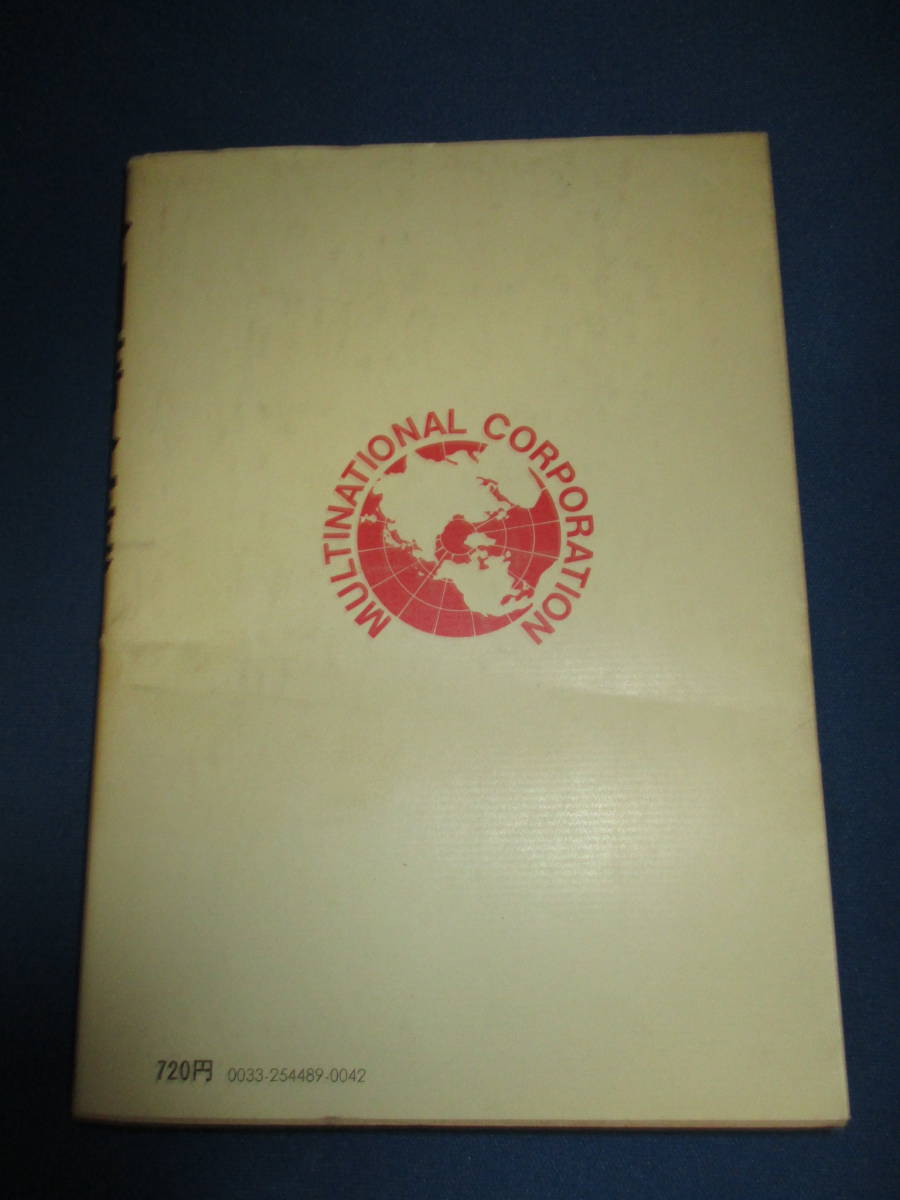 MULTINATIONAL CORPORATION
720円 0033-254489-0042